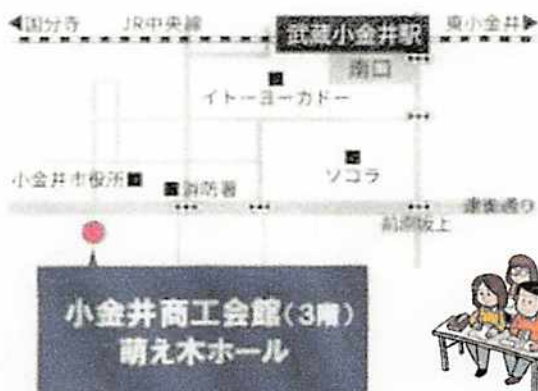 ◀国分寺 JR中央線 武蔵小金井駅 東小金井▶
南口
イトーヨーカドー
小金井市役所
消防署
ソコラ
連雀通り
前原坂上
小金井商工会館(3階)
萌え木ホール